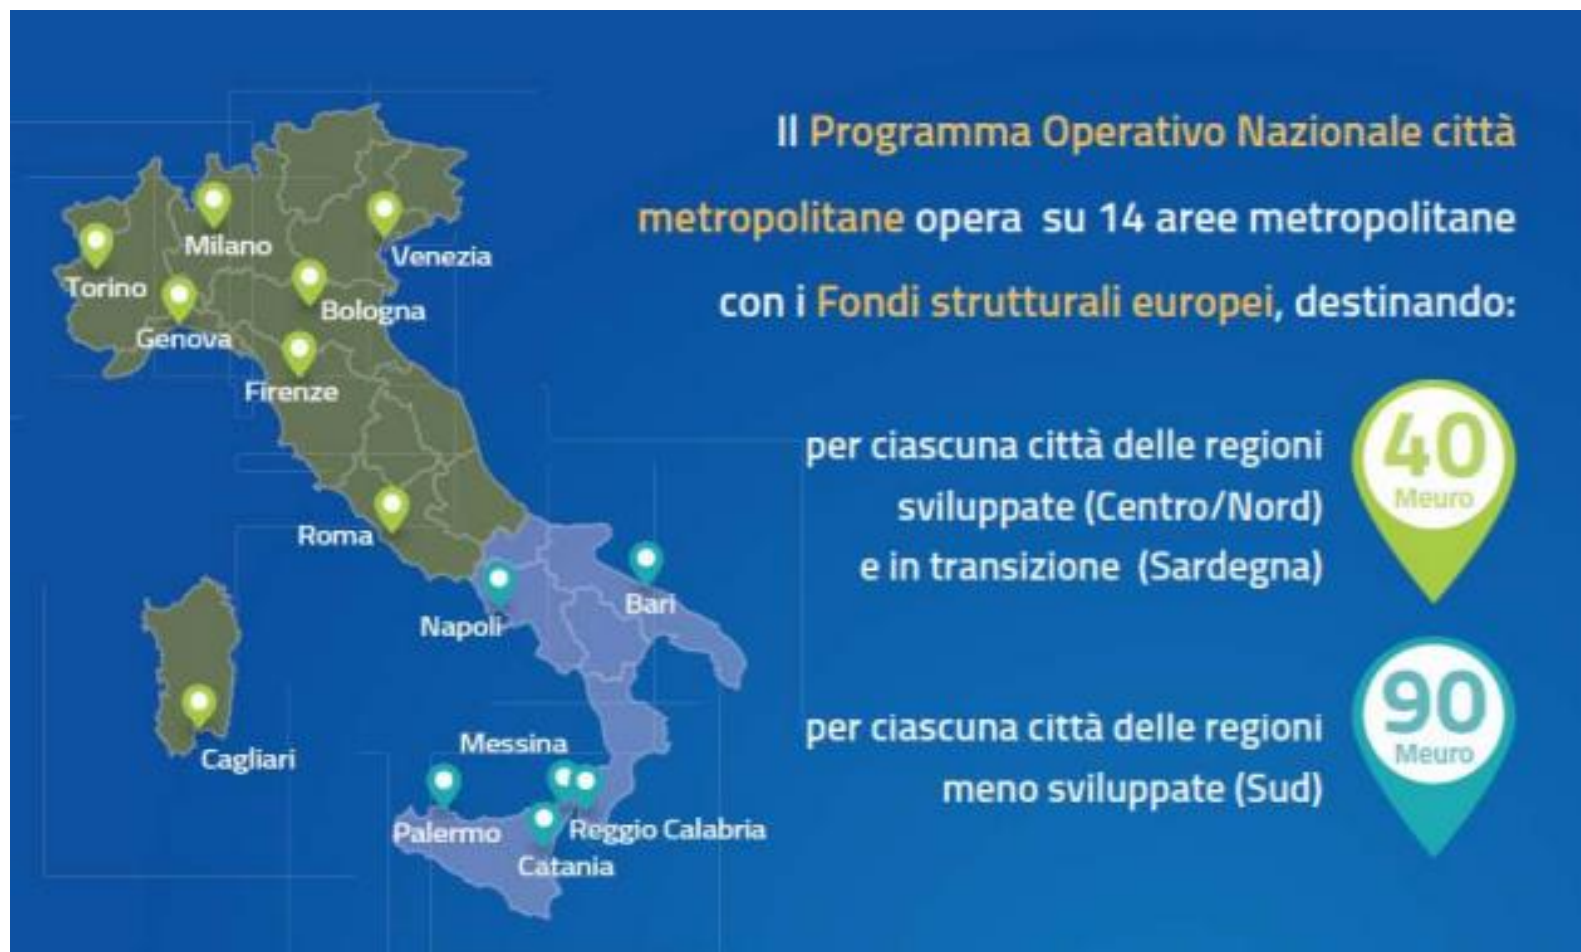 Il Programma Operativo Nazionale città
metropolitane opera su 14 aree metropolitane
con i Fondi strutturali europei, destinando:
per ciascuna città delle regioni
sviluppate (Centro/Nord)
e in transizione (Sardegna)
40
Meuro
per ciascuna città delle regioni
meno sviluppate (Sud)
90
Meuro
Milano
Venezia
Torino
Bologna
Genova
Firenze
Roma
Bari
Napoli
Cagliari
Messina
Palermo
Reggio Calabria
Catania